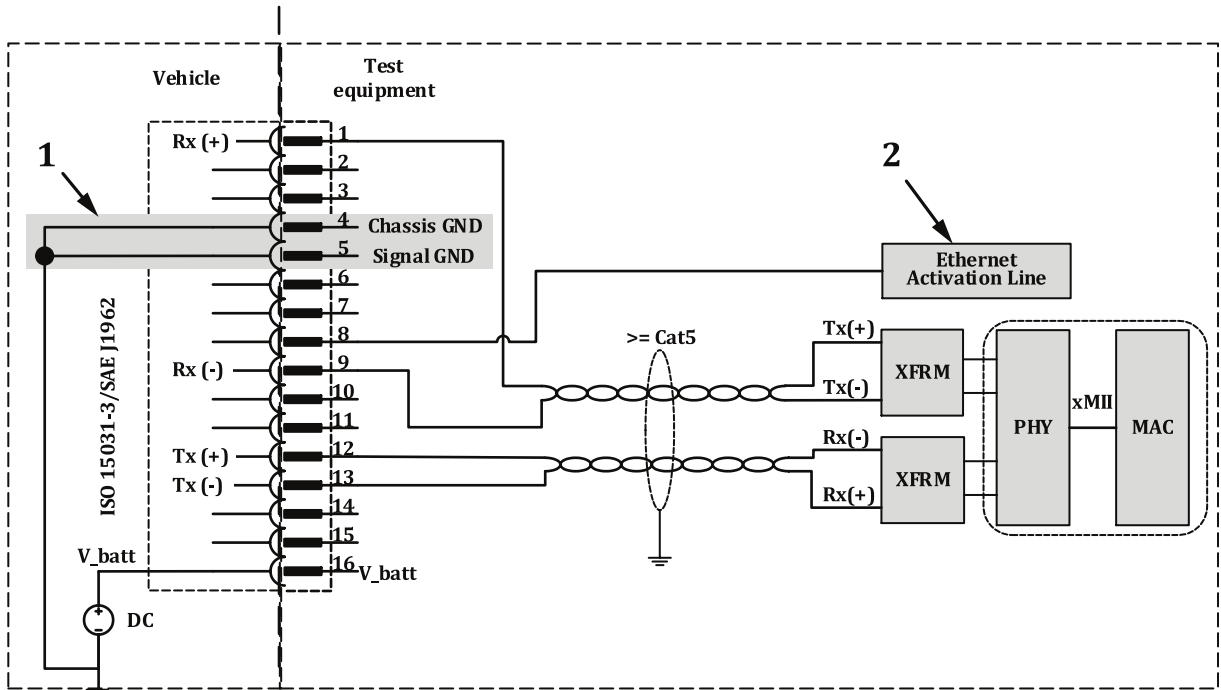 Vehicle
Test
equipment
1
2
Rx (+)
1
2
3
4 Chassis GND
5 Signal GND
6
7
8
Rx (-)
9
10
11
Tx (+)
12
Tx (-)
13
14
15
16
V_batt
V_batt
+
−
DC
ISO 15031-3/SAE J1962
Ethernet
Activation Line
>= Cat5
Tx(+)
Tx(-)
XFRM
Rx(-)
Rx(+)
XFRM
PHY
xMII
MAC